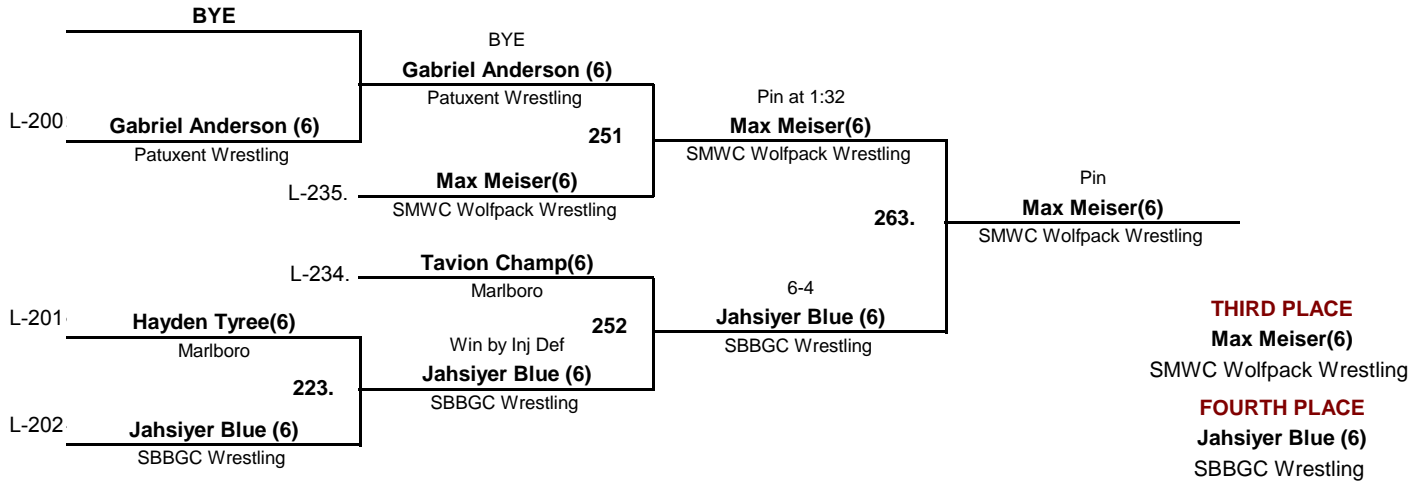 BYE
BYE
Gabriel Anderson (6)
Patuxent Wrestling
L-200
Gabriel Anderson (6)
Patuxent Wrestling
251
Pin at 1:32
Max Meiser(6)
SMWC Wolfpack Wrestling
L-235.
Max Meiser(6)
SMWC Wolfpack Wrestling
263.
Pin
Max Meiser(6)
SMWC Wolfpack Wrestling
L-234.
Tavion Champ(6)
Marlboro
L-201
Hayden Tyree(6)
Marlboro
252
6-4
Jahsiyer Blue (6)
SBBGC Wrestling
223.
Win by Inj Def
Jahsiyer Blue (6)
SBBGC Wrestling
L-202
Jahsiyer Blue (6)
SBBGC Wrestling
THIRD PLACE
Max Meiser(6)
SMWC Wolfpack Wrestling
FOURTH PLACE
Jahsiyer Blue (6)
SBBGC Wrestling